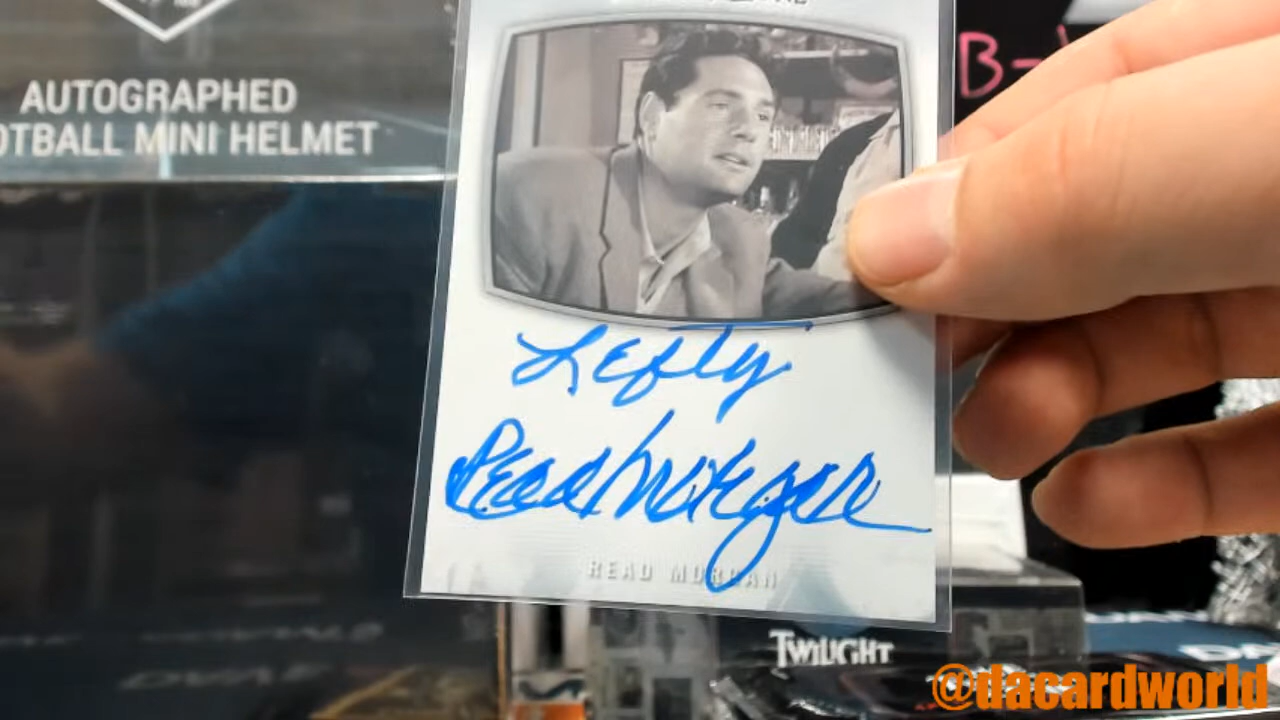 AUTOGRAPHED
OTBALL MINI HELMET
B-
Lefty
Read Morgan
READ MORGAN
TWILIGHT
@dacardworld